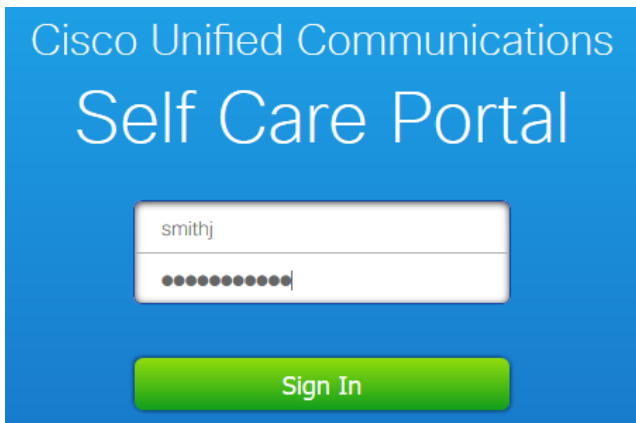 Cisco Unified Communications
Self Care Portal
smithj
●●●●●●●●●●●
Sign In